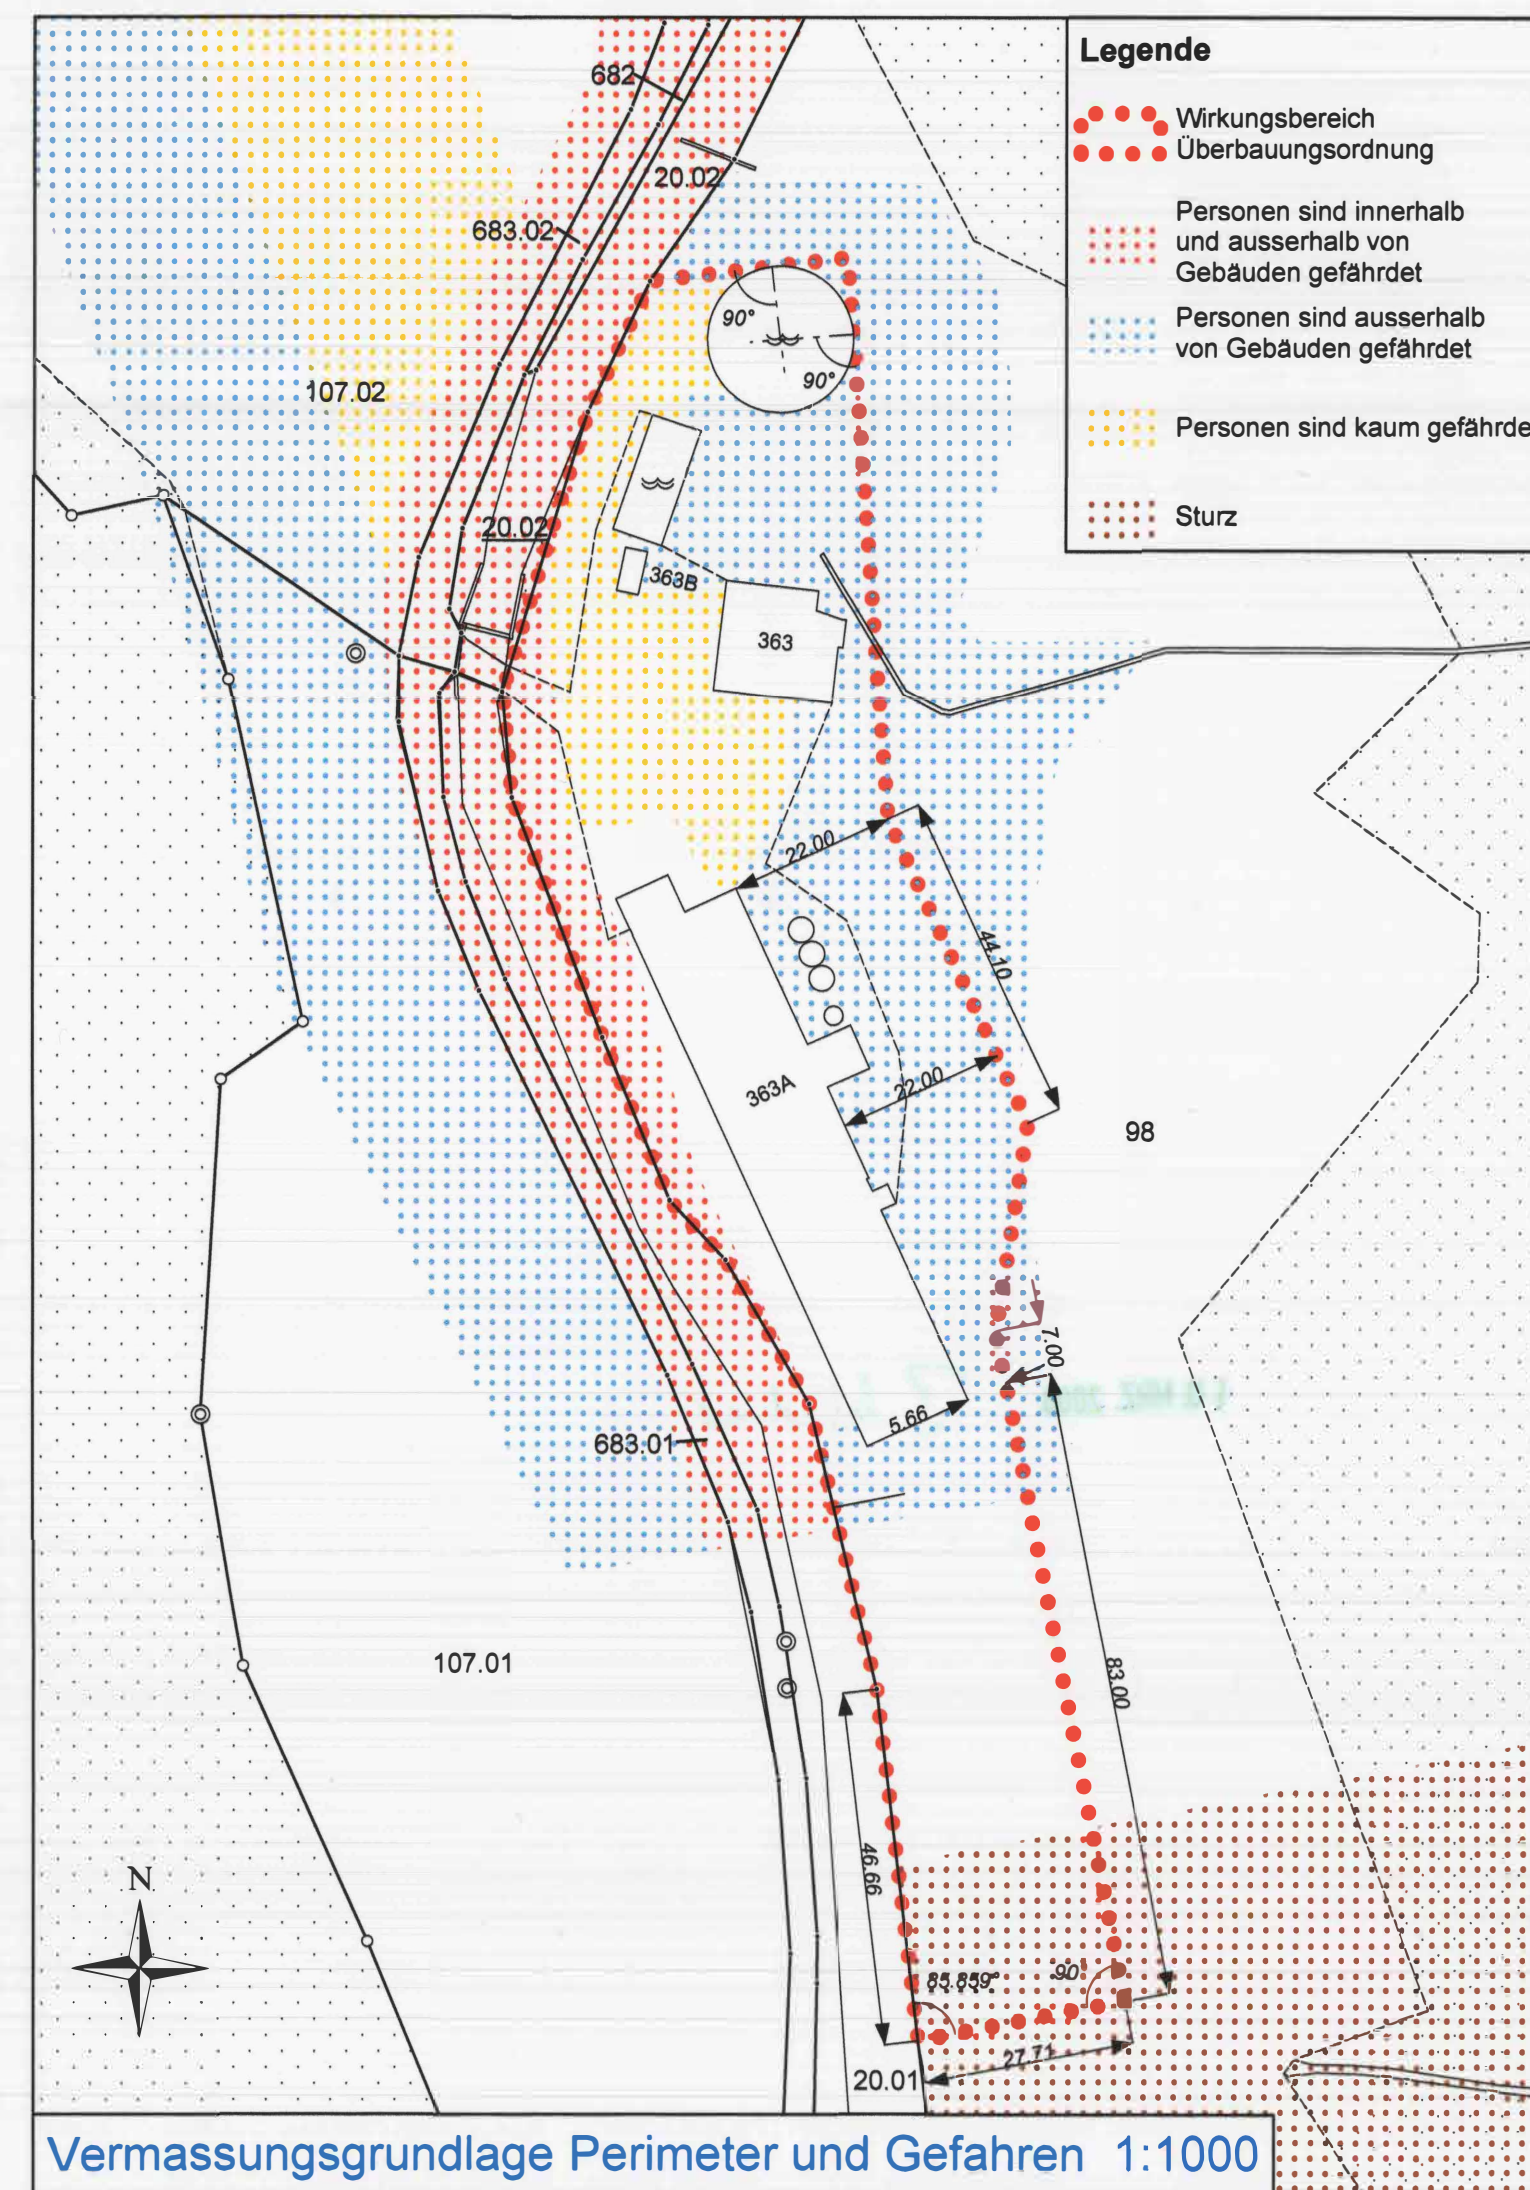 Legende
Wirkungsbereich
Überbauungsordnung
Personen sind innerhalb
und ausserhalb von
Gebäuden gefährdet
Personen sind ausserhalb
von Gebäuden gefährdet
Personen sind kaum gefährde
Sturz
682
20.02
683.02
90°
90°
107.02
20.02
363B
363
22.00
44.10
363A
22.00
98
7.00
5.66
683.01
107.01
83.00
46.66
N
85.859°
90°
27.71
20.01
Vermassungsgrundlage Perimeter und Gefahren 1:1000